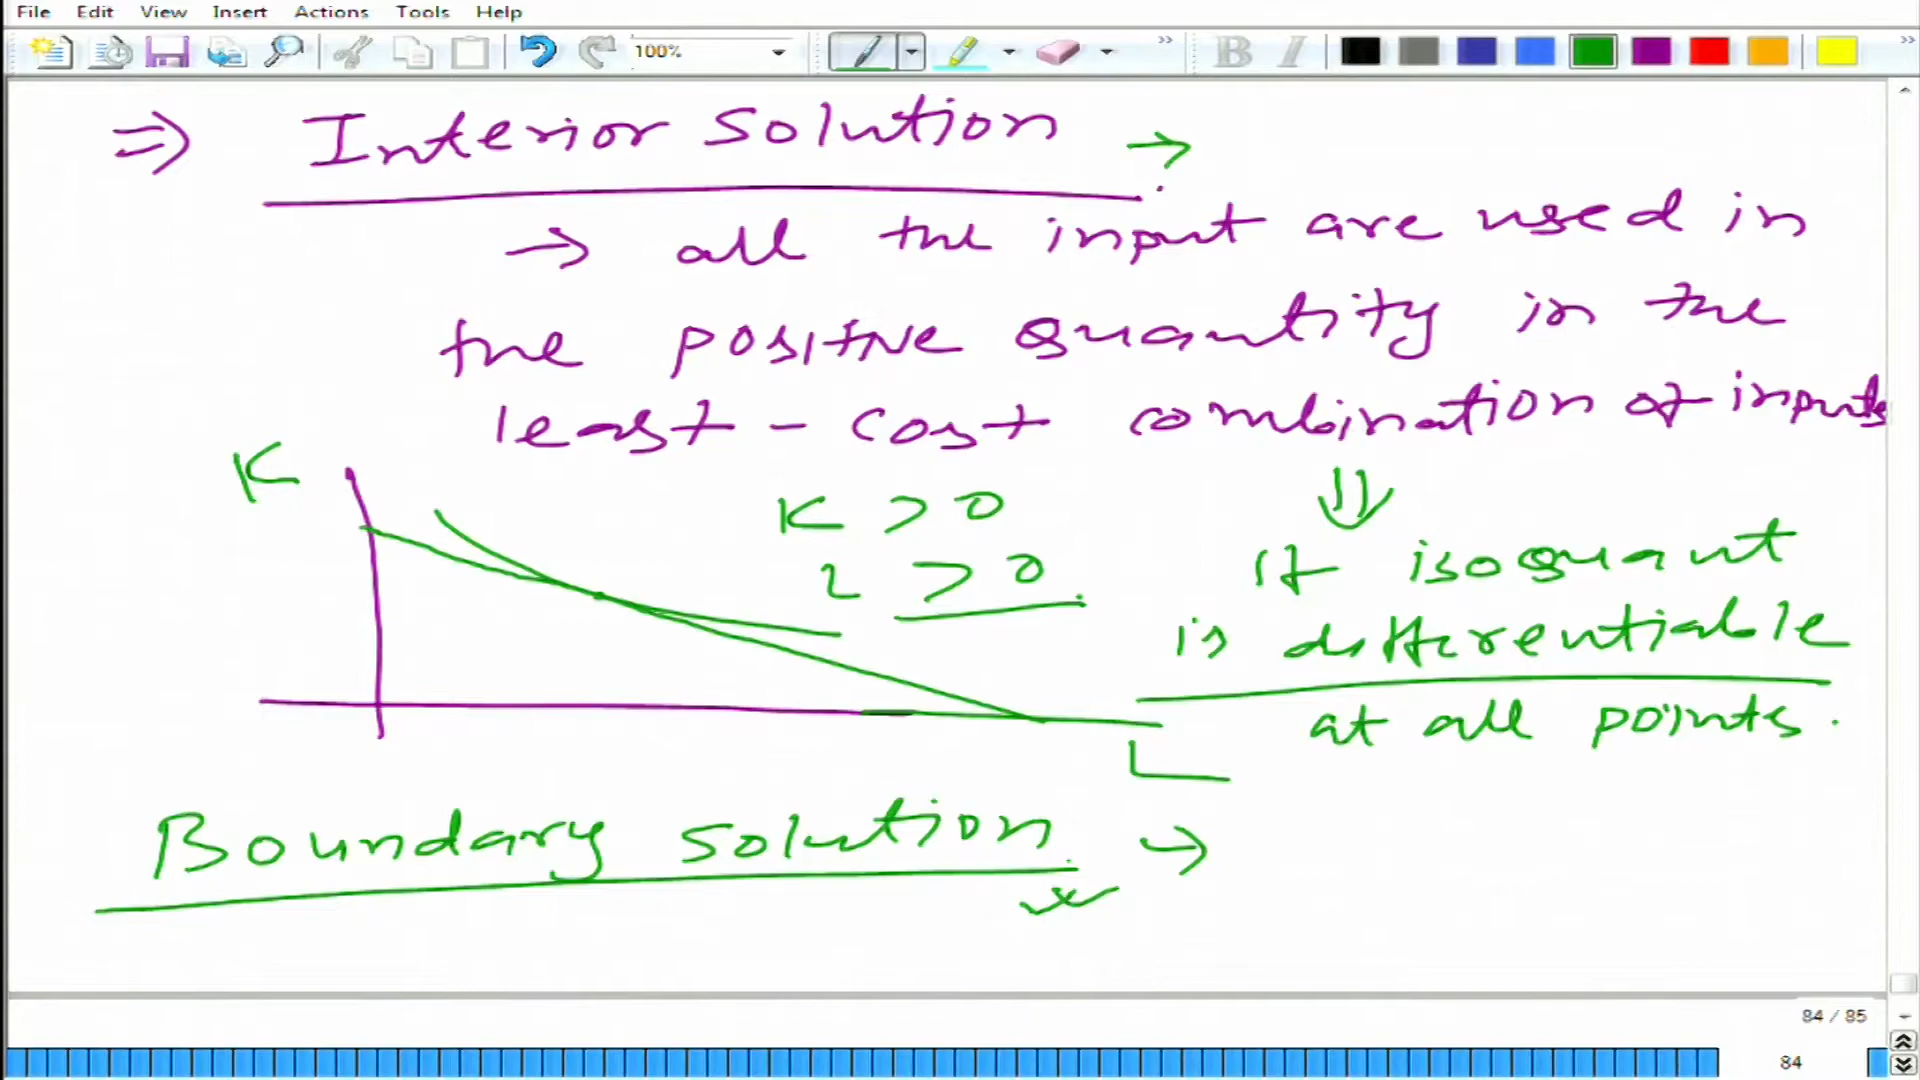 File Edit View Insert Actions Tools Help
100%
B I
⇒ Interior solution →
→ all the input are used in
the positive quantity in the
least - cost combination of inputs
K
K > 0
L > 0
⇓
if isoquant
is differentiable
at all points.
L
Boundary solution →
84 / 85
84